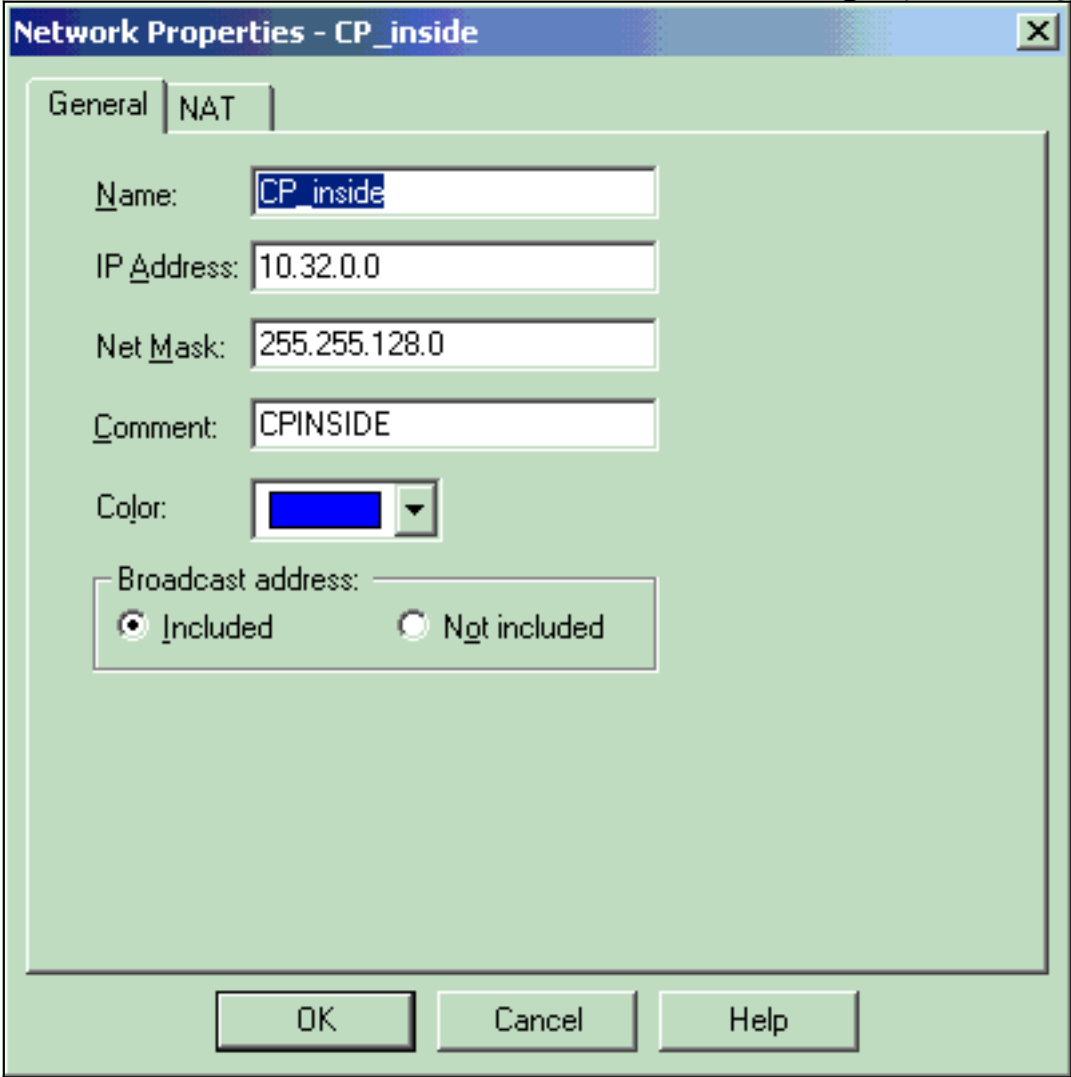 Network Properties - CP_inside
General NAT
Name: CP_inside
IP Address: 10.32.0.0
Net Mask: 255.255.128.0
Comment: CPINSIDE
Color:
Broadcast address:
Included Not included
OK Cancel Help